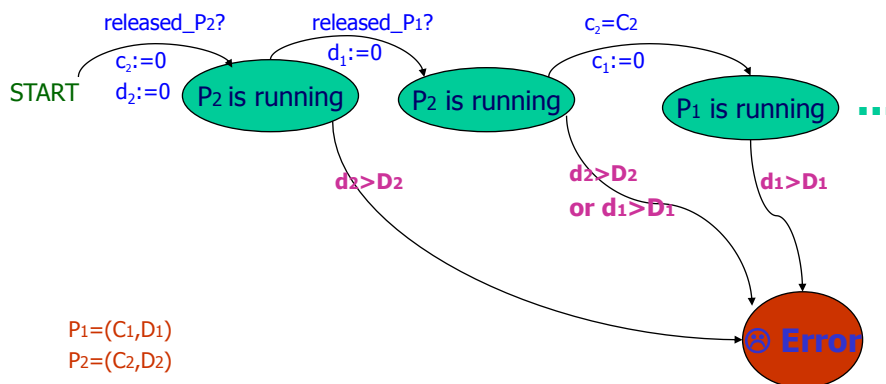 released_P₂?
c₂:=0
d₂:=0
START
P₂ is running
released_P₁?
d₁:=0
P₂ is running
c₂=C2
c₁:=0
P₁ is running
d₂>D₂
d₂>D₂
or d₁>D₁
d₁>D₁
☹ Error
P₁=(C₁,D₁)
P₂=(C₂,D₂)